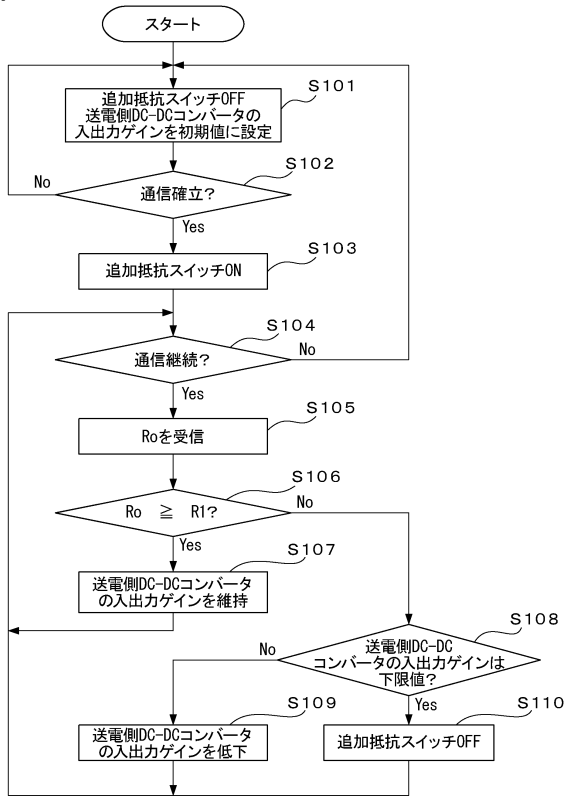 スタート
追加抵抗スイッチOFF
送電側DC-DCコンバータの
入出力ゲインを初期値に設定
S101
通信確立?
S102
No
Yes
追加抵抗スイッチON
S103
通信継続?
S104
No
Yes
Roを受信
S105
Ro ≧ R1?
S106
No
Yes
送電側DC-DCコンバータ
の入出力ゲインを維持
S107
送電側DC-DC
コンバータの入出力ゲインは
下限値?
S108
No
Yes
送電側DC-DCコンバータ
の入出力ゲインを低下
S109
追加抵抗スイッチOFF
S110